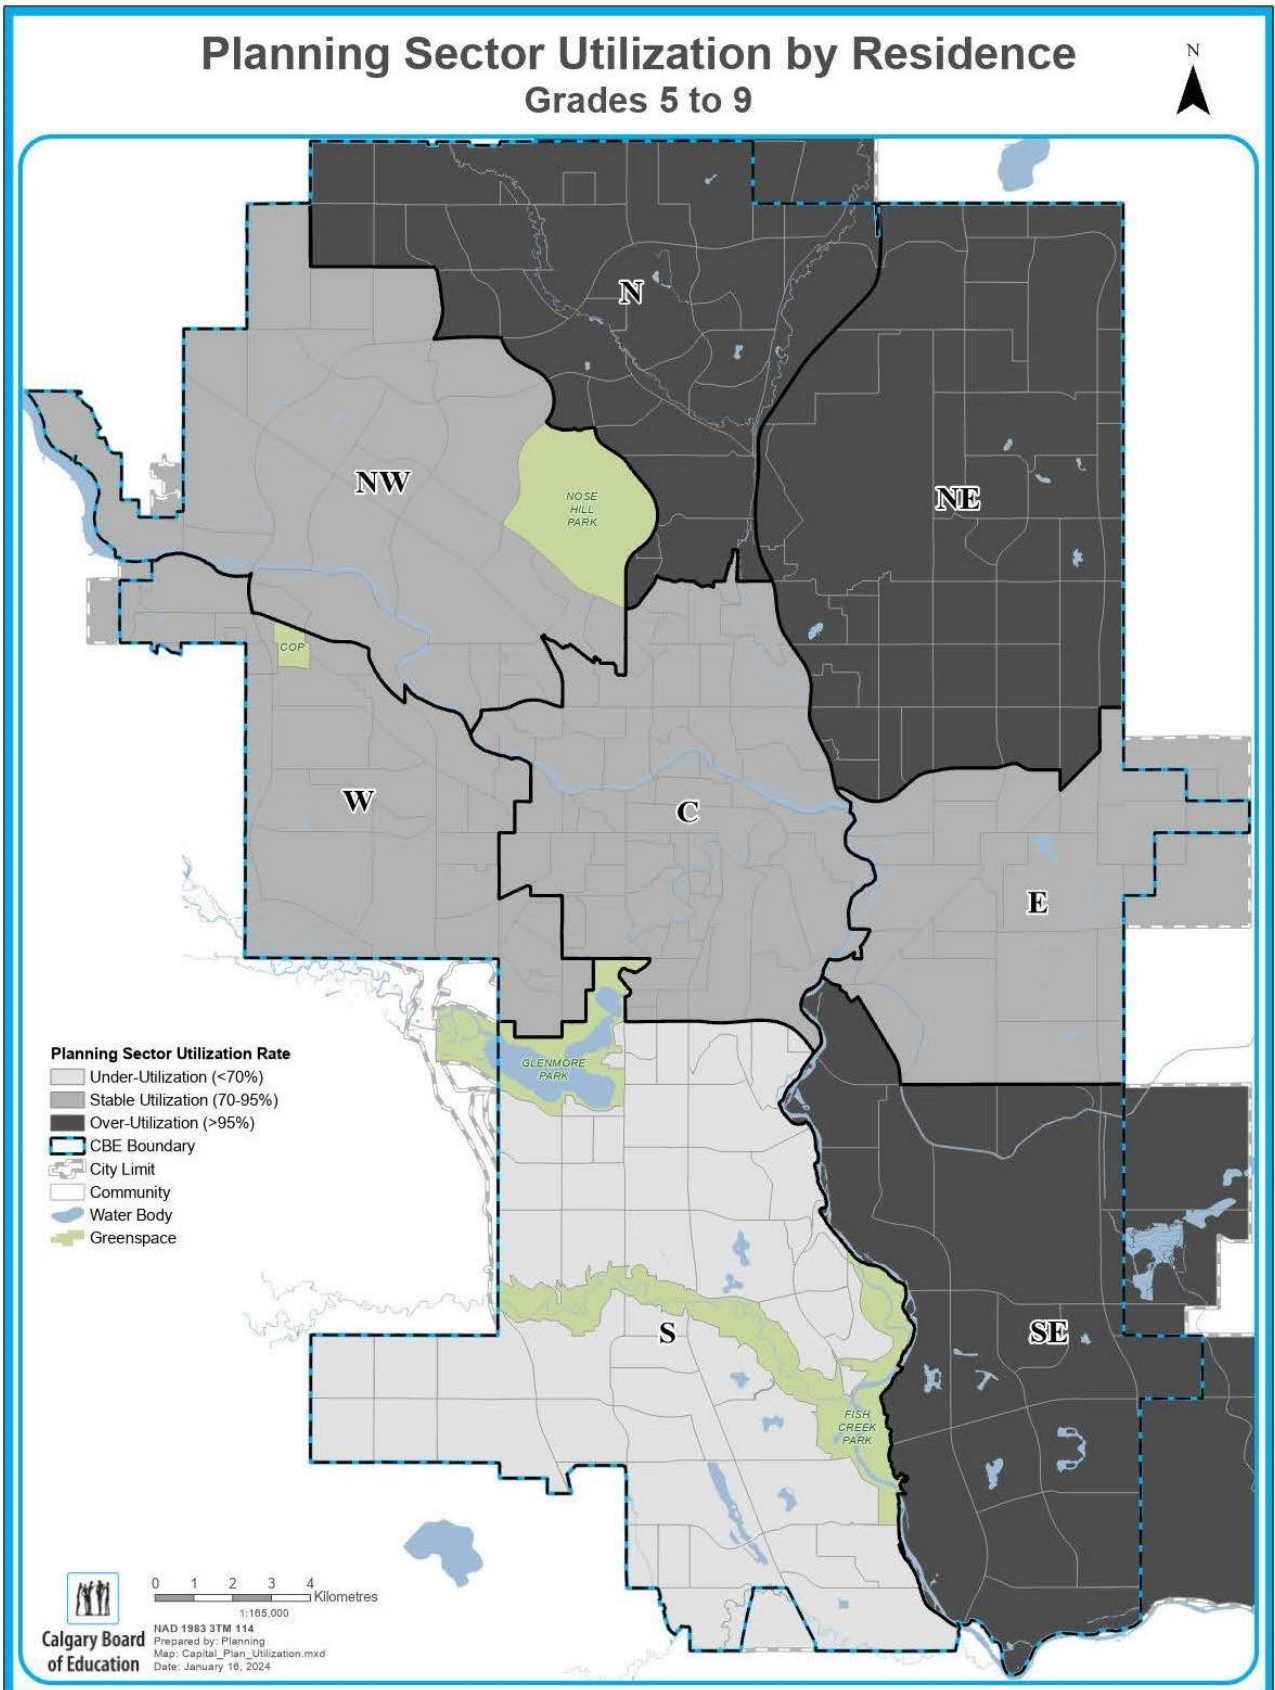 Planning Sector Utilization by Residence
Grades 5 to 9
N
N
NW
NOSE
HILL
PARK
NE
COP
W
C
E
GLENMORE
PARK
Planning Sector Utilization Rate
Under-Utilization (<70%)
Stable Utilization (70-95%)
Over-Utilization (>95%)
CBE Boundary
City Limit
Community
Water Body
Greenspace
S
SE
FISH
CREEK
PARK
0 1 2 3 4
Kilometres
1:165,000
Calgary Board
of Education
NAD 1983 3TM 114
Prepared by: Planning
Map: Capital_Plan_Utilization.mxd
Date: January 16, 2024